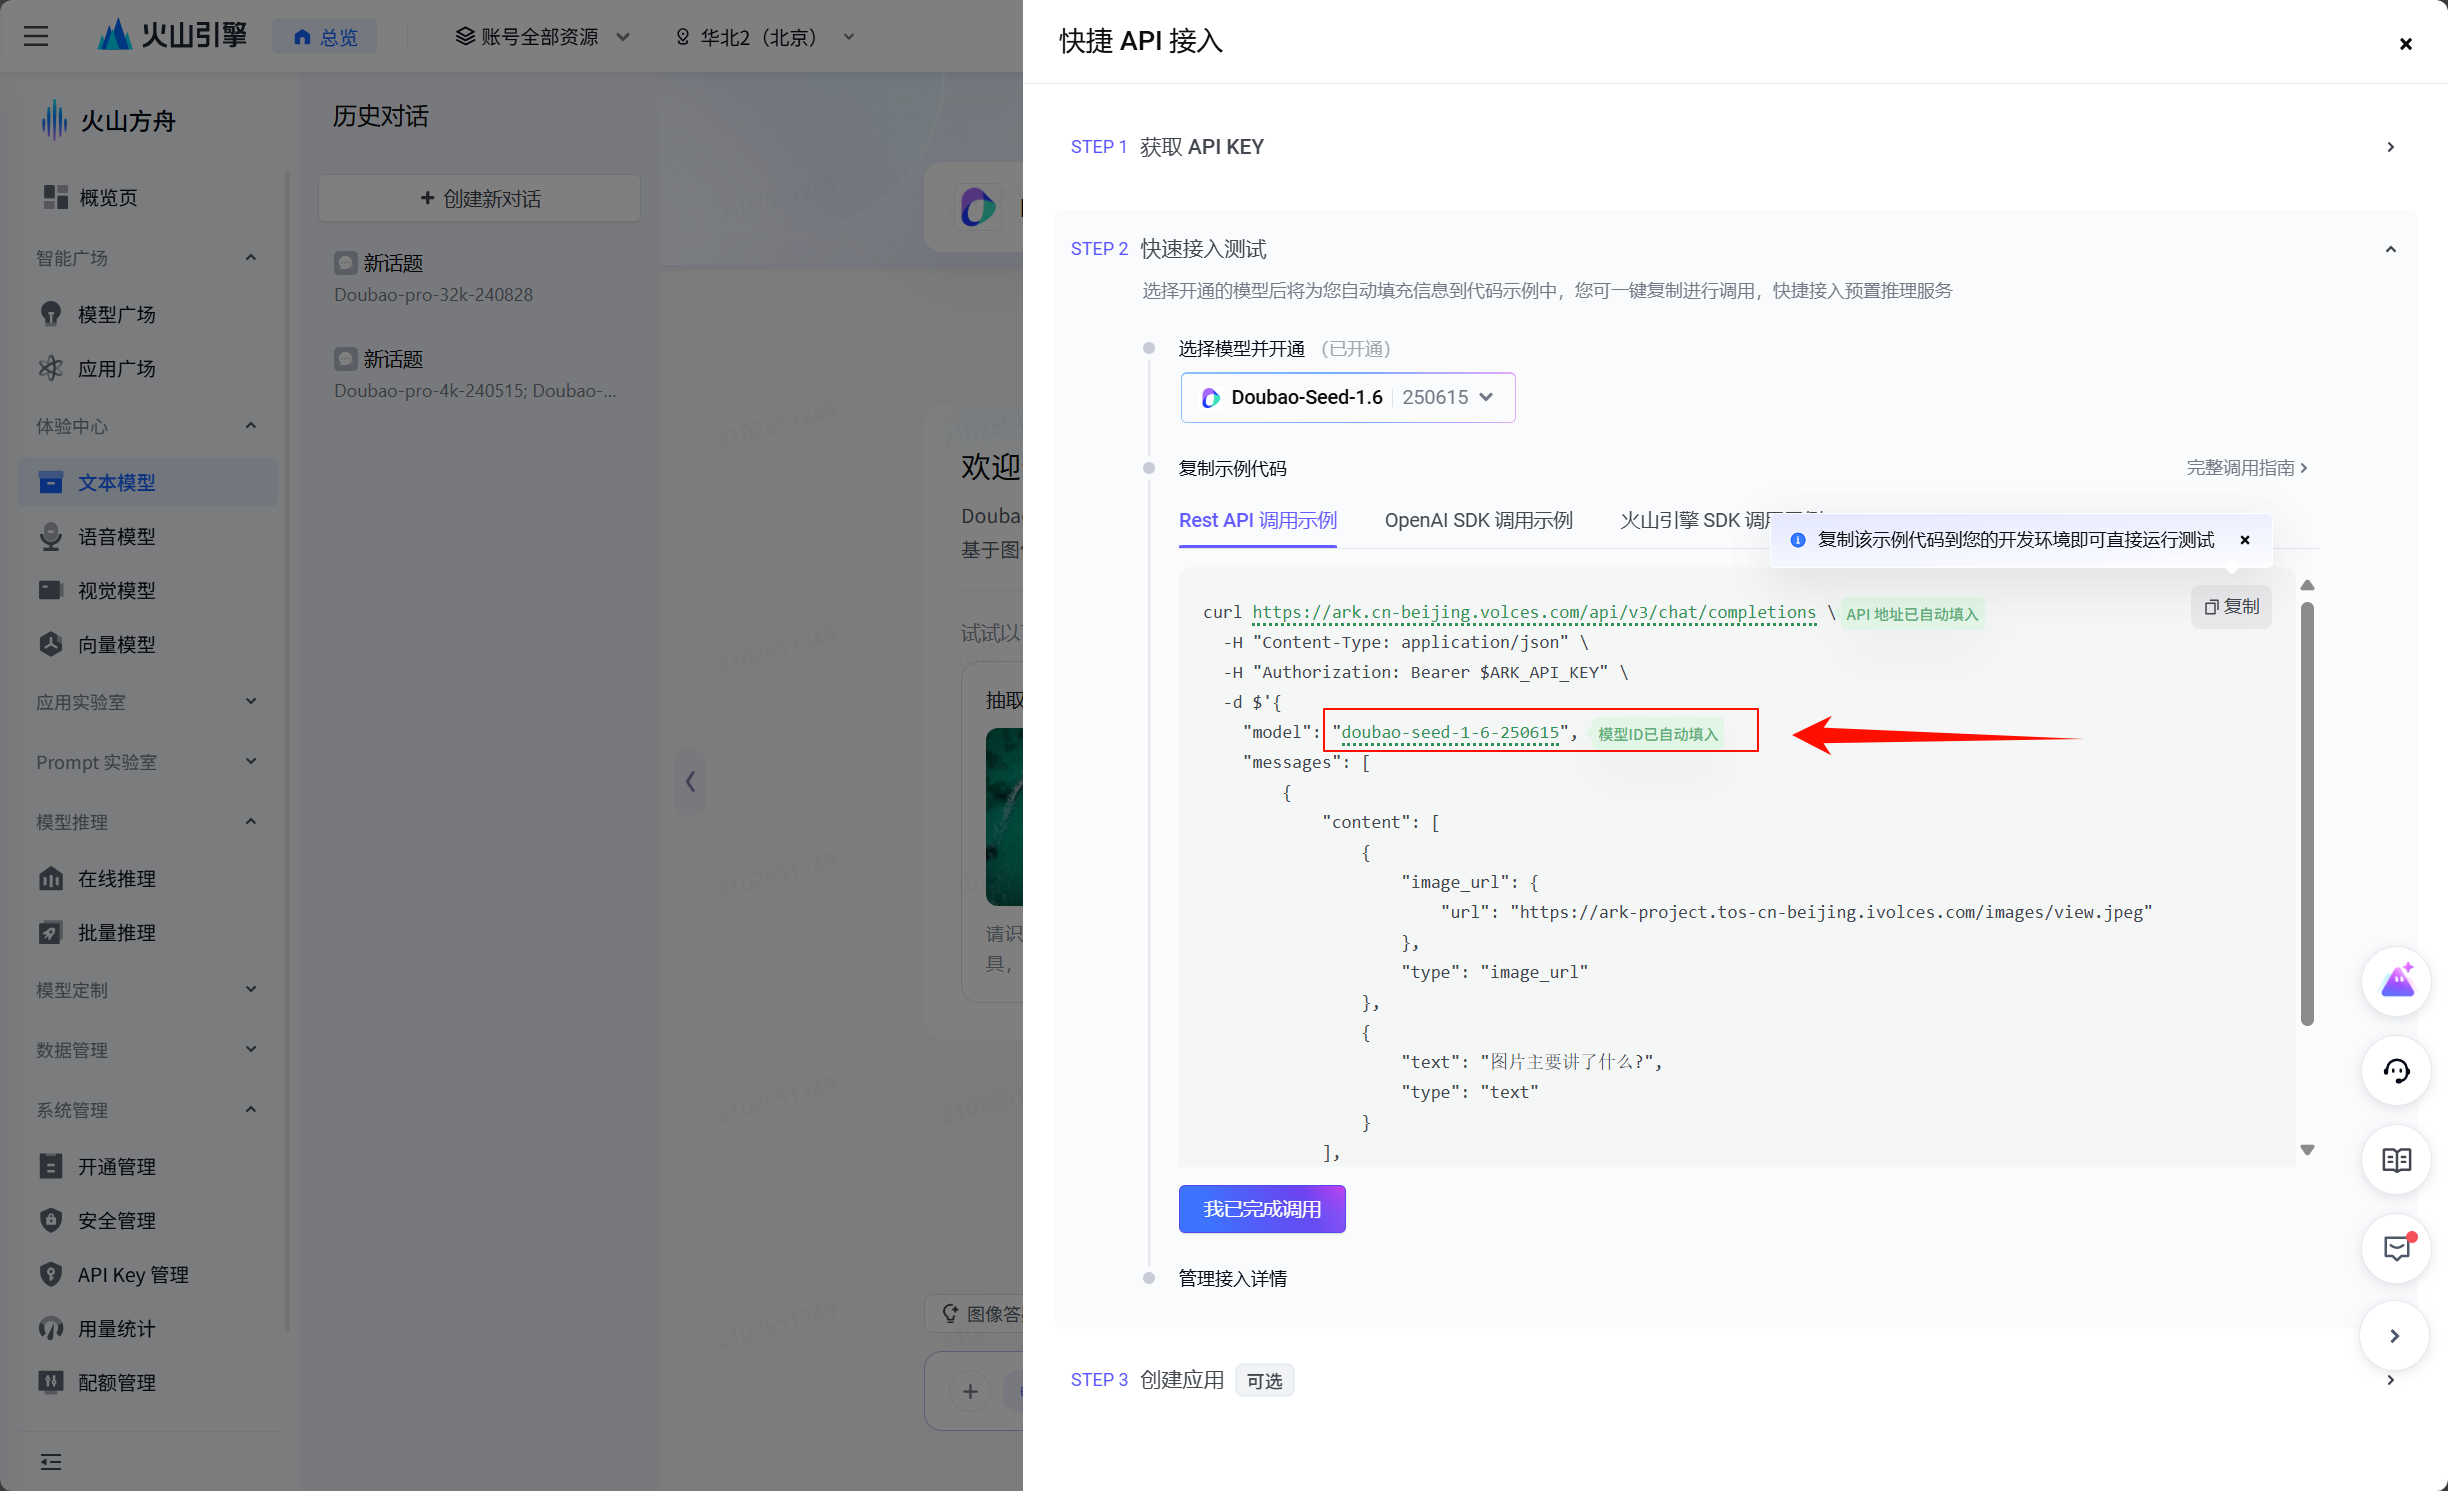 火山引擎
总览
账号全部资源
华北2（北京）
火山方舟
概览页
智能广场
模型广场
应用广场
体验中心
文本模型
语音模型
视觉模型
向量模型
应用实验室
Prompt 实验室
模型推理
在线推理
批量推理
模型定制
数据管理
系统管理
开通管理
安全管理
API Key 管理
用量统计
配额管理
历史对话
+ 创建新对话
新话题
Doubao-pro-32k-240828
新话题
Doubao-pro-4k-240515; Doubao-...
2102551249
欢迎
Douba
基于图
试试以
抽取
请识
具，
图像答
快捷 API 接入
STEP 1 获取 API KEY
STEP 2 快速接入测试
选择开通的模型后将为您自动填充信息到代码示例中，您可一键复制进行调用，快捷接入预置推理服务
选择模型并开通 （已开通）
Doubao-Seed-1.6 | 250615
复制示例代码
完整调用指南
Rest API 调用示例
OpenAI SDK 调用示例
火山引擎 SDK 调用示例
复制该示例代码到您的开发环境即可直接运行测试
复制
curl https://ark.cn-beijing.volces.com/api/v3/chat/completions \ API 地址已自动填入
-H "Content-Type: application/json" \
-H "Authorization: Bearer $ARK_API_KEY" \
-d $'{
"model": "doubao-seed-1-6-250615", 模型ID已自动填入
"messages": [
{
"content": [
{
"image_url": {
"url": "https://ark-project.tos-cn-beijing.ivolces.com/images/view.jpeg"
},
"type": "image_url"
},
{
"text": "图片主要讲了什么?",
"type": "text"
}
],
我已完成调用
管理接入详情
STEP 3 创建应用 可选